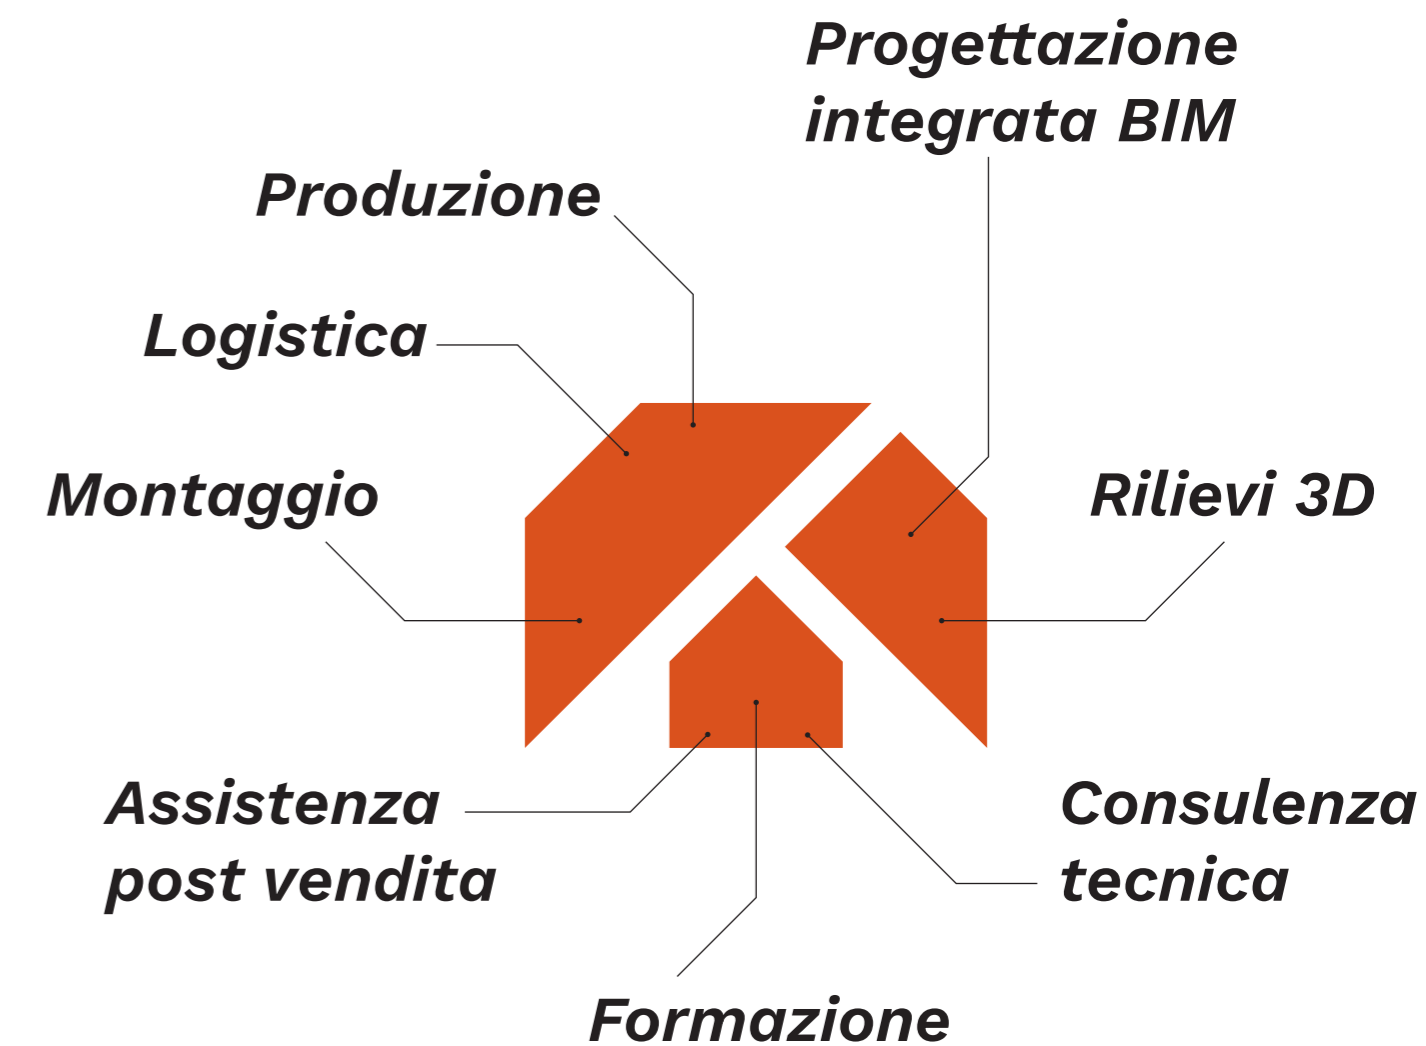 Progettazione
integrata BIM
Produzione
Logistica
Montaggio
Rilievi 3D
Assistenza
post vendita
Consulenza
tecnica
Formazione